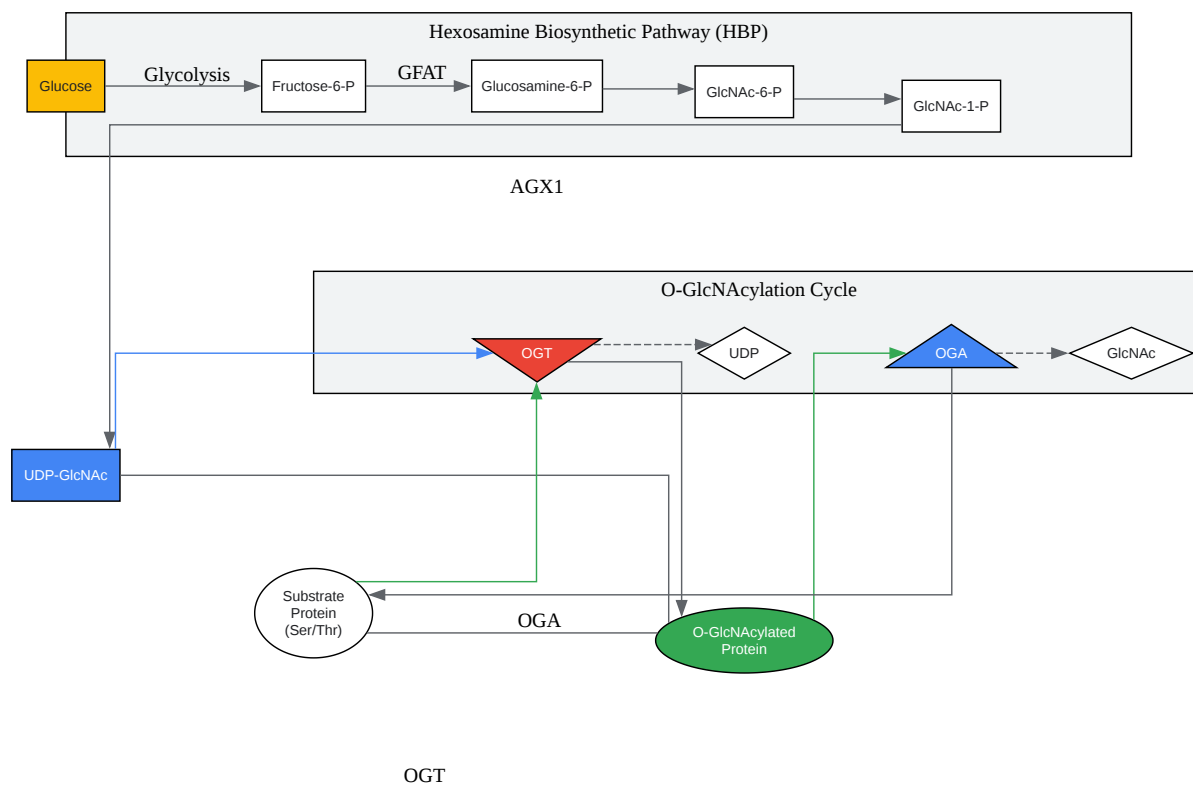 Hexosamine Biosynthetic Pathway (HBP)
Glucose
Glycolysis
Fructose-6-P
GFAT
Glucosamine-6-P
GlcNAc-6-P
GlcNAc-1-P
AGX1
O-GlcNAcylation Cycle
OGT
UDP
OGA
GlcNAc
UDP-GlcNAc
Substrate
Protein
(Ser/Thr)
OGA
O-GlcNAcylated
Protein
OGT